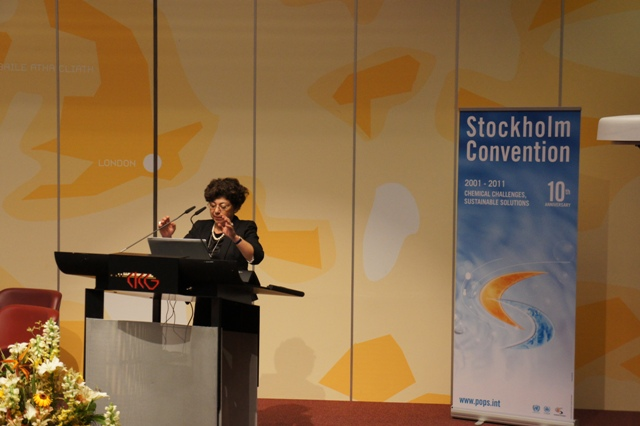 LONDON
Stockholm
Convention
2001 - 2011
CHEMICAL CHALLENGES,
SUSTAINABLE SOLUTIONS
10th
ANNIVERSARY
www.pops.int